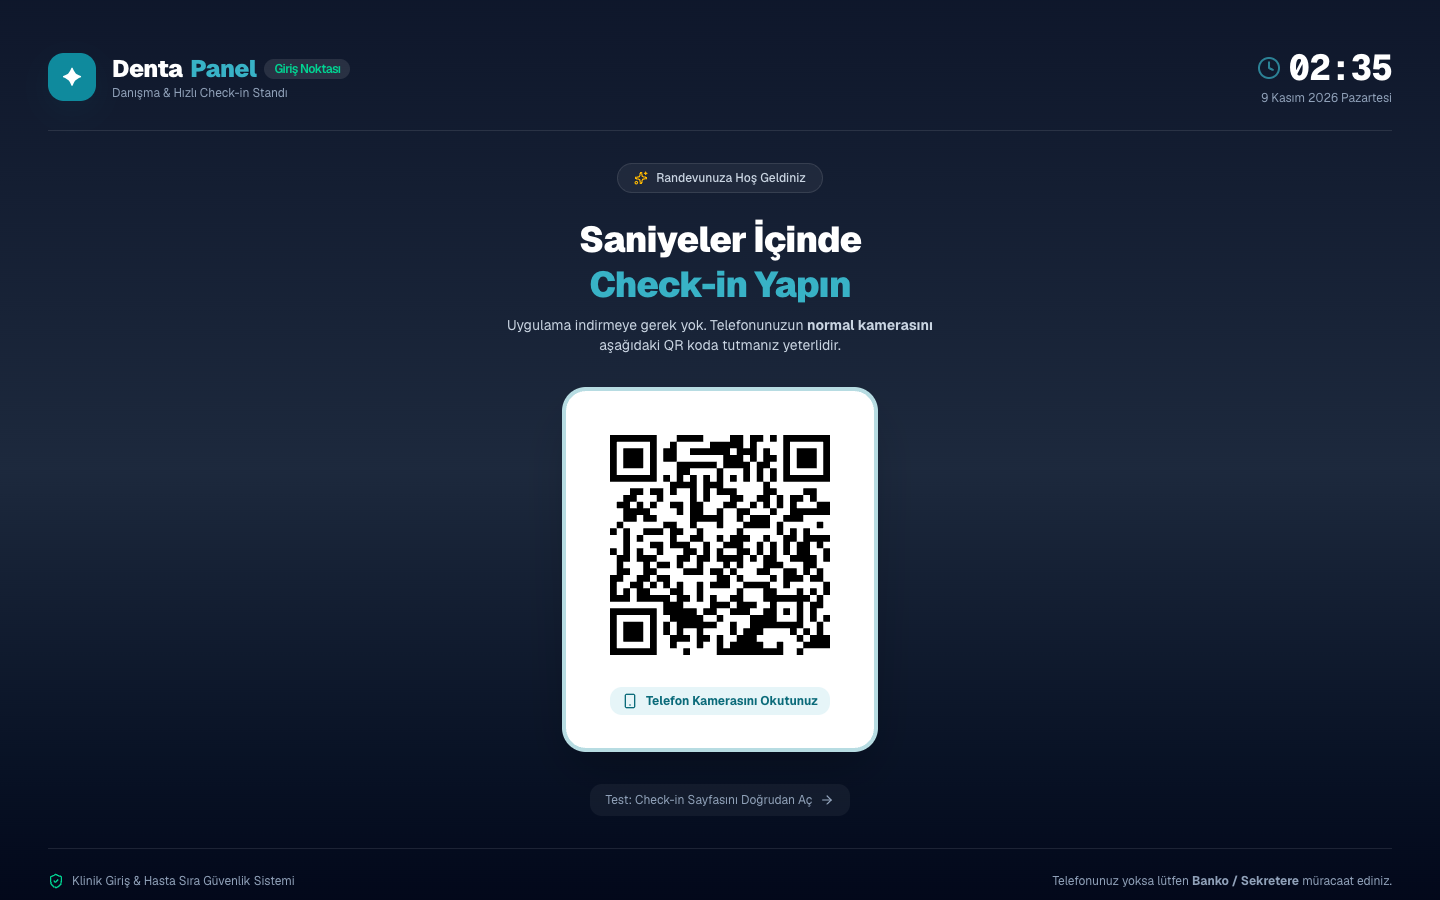 Denta Panel Giriş Noktası
Danışma & Hızlı Check-in Standı
02:35
9 Kasım 2026 Pazartesi
Randevunuza Hoş Geldiniz
Saniyeler İçinde
Check-in Yapın
Uygulama indirmeye gerek yok. Telefonunuzun normal kamerasını
aşağıdaki QR koda tutmanız yeterlidir.
Telefon Kamerasını Okutunuz
Test: Check-in Sayfasını Doğrudan Aç
Klinik Giriş & Hasta Sıra Güvenlik Sistemi
Telefonunuz yoksa lütfen Banko / Sekretere müracaat ediniz.